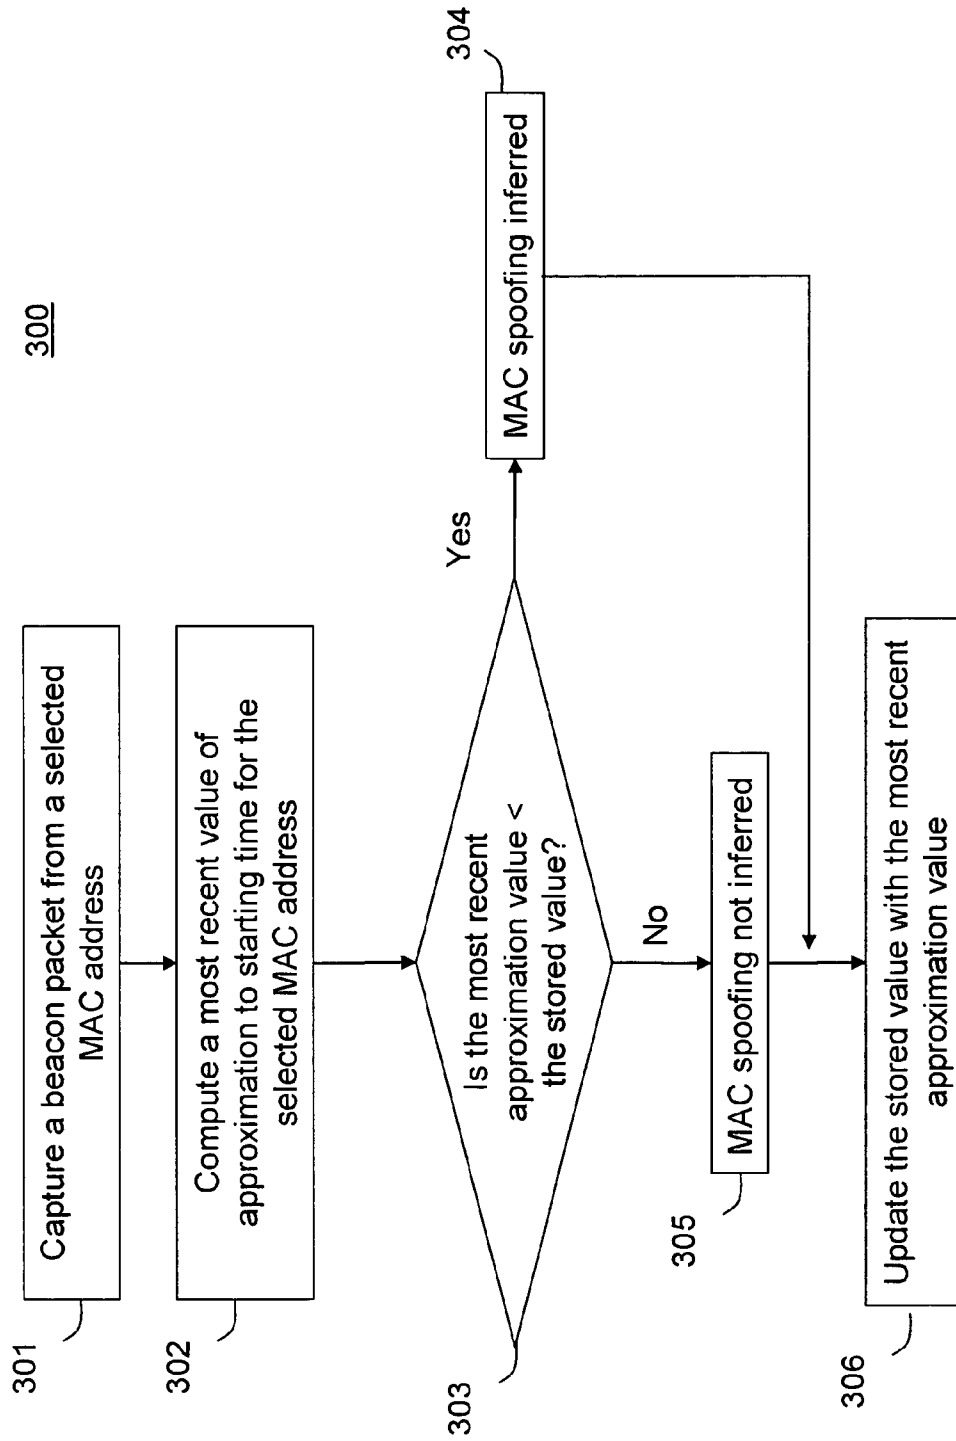 300
301
Capture a beacon packet from a selected
MAC address
302
Compute a most recent value of
approximation to starting time for the
selected MAC address
303
Is the most recent
approximation value <
the stored value?
Yes
304
MAC spoofing inferred
No
305
MAC spoofing not inferred
306
Update the stored value with the most recent
approximation value